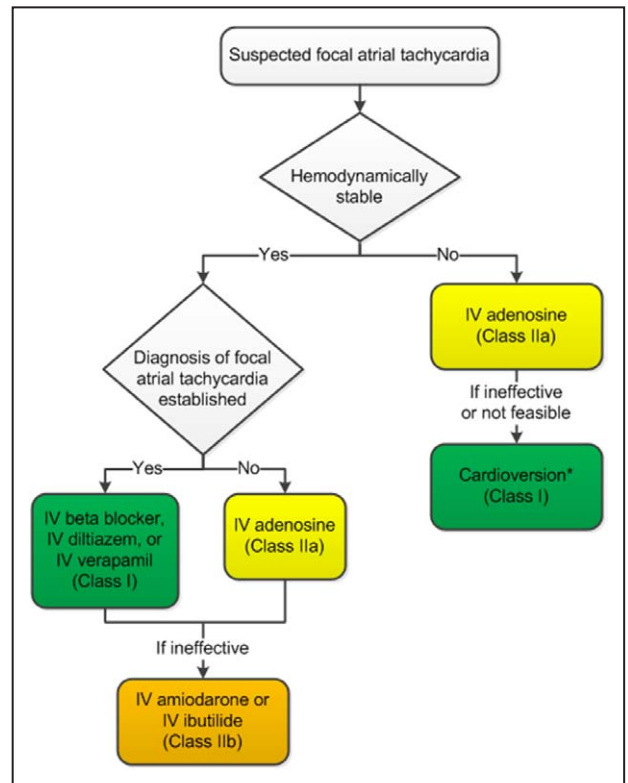 Suspected focal atrial tachycardia
Hemodynamically
stable
Yes
No
Diagnosis of focal
atrial tachycardia
established
IV adenosine
(Class IIa)
If ineffective
or not feasible
Cardioversion*
(Class I)
Yes
No
IV beta blocker,
IV diltiazem, or
IV verapamil
(Class I)
IV adenosine
(Class IIa)
If ineffective
IV amiodarone or
IV ibutilide
(Class IIb)